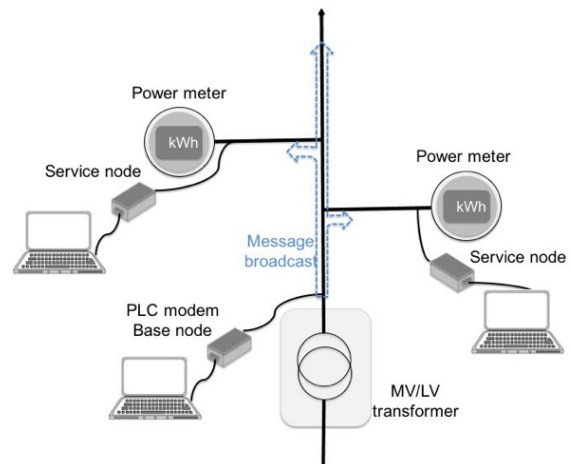 Power meter
kWh
Service node
Power meter
kWh
Service node
Message
broadcast
PLC modem
Base node
MV/LV
transformer